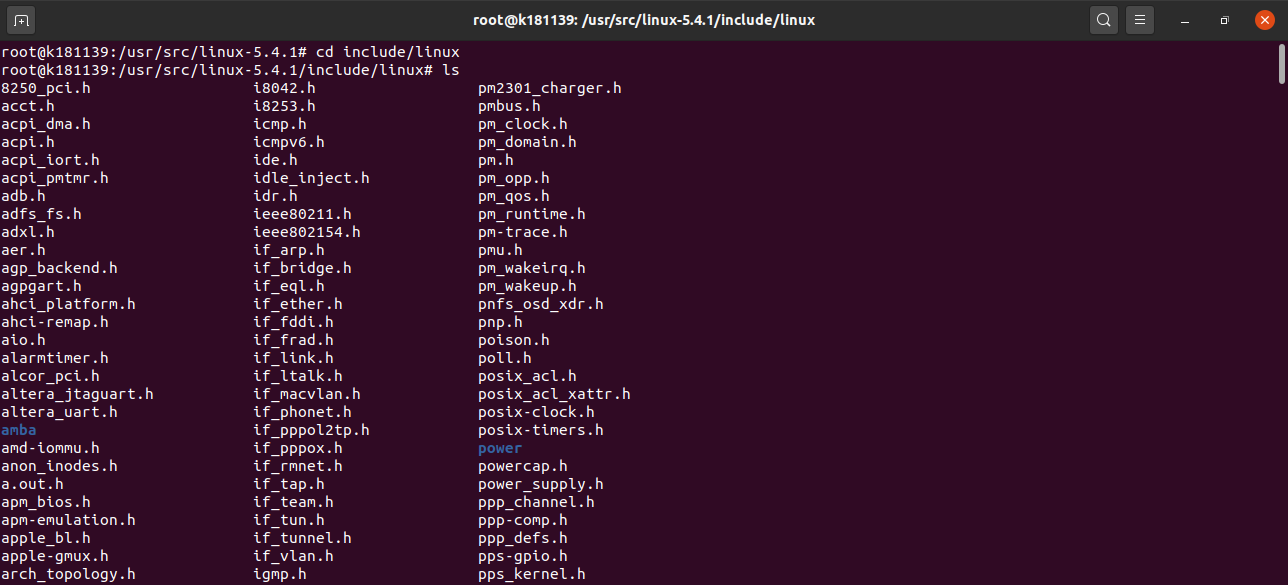 root@k181139: /usr/src/linux-5.4.1/include/linux
root@k181139:/usr/src/linux-5.4.1# cd include/linux
root@k181139:/usr/src/linux-5.4.1/include/linux# ls
8250_pci.h i8042.h pm2301_charger.h
acct.h i8253.h pmbus.h
acpi_dma.h icmp.h pm_clock.h
acpi.h icmpv6.h pm_domain.h
acpi_iort.h ide.h pm.h
acpi_pmtmr.h idle_inject.h pm_opp.h
adb.h idr.h pm_qos.h
adfs_fs.h ieee80211.h pm_runtime.h
adxl.h ieee802154.h pm-trace.h
aer.h if_arp.h pmu.h
agp_backend.h if_bridge.h pm_wakeirq.h
agpgart.h if_eql.h pm_wakeup.h
ahci_platform.h if_ether.h pnfs_osd_xdr.h
ahci-remap.h if_fddi.h pnp.h
aio.h if_frad.h poison.h
alarmtimer.h if_link.h poll.h
alcor_pci.h if_ltalk.h posix_acl.h
altera_jtaguart.h if_macvlan.h posix_acl_xattr.h
altera_uart.h if_phonet.h posix-clock.h
amba if_pppol2tp.h posix-timers.h
amd-iommu.h if_pppox.h power
anon_inodes.h if_rmnet.h powercap.h
a.out.h if_tap.h power_supply.h
apm_bios.h if_team.h ppp_channel.h
apm-emulation.h if_tun.h ppp-comp.h
apple_bl.h if_tunnel.h ppp_defs.h
apple-gmux.h if_vlan.h pps-gpio.h
arch_topology.h igmp.h pps_kernel.h